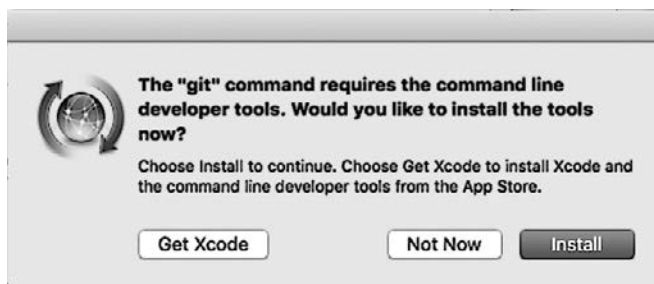 The "git" command requires the command line
developer tools. Would you like to install the tools
now?
Choose Install to continue. Choose Get Xcode to install Xcode and
the command line developer tools from the App Store.
Get Xcode Not Now Install